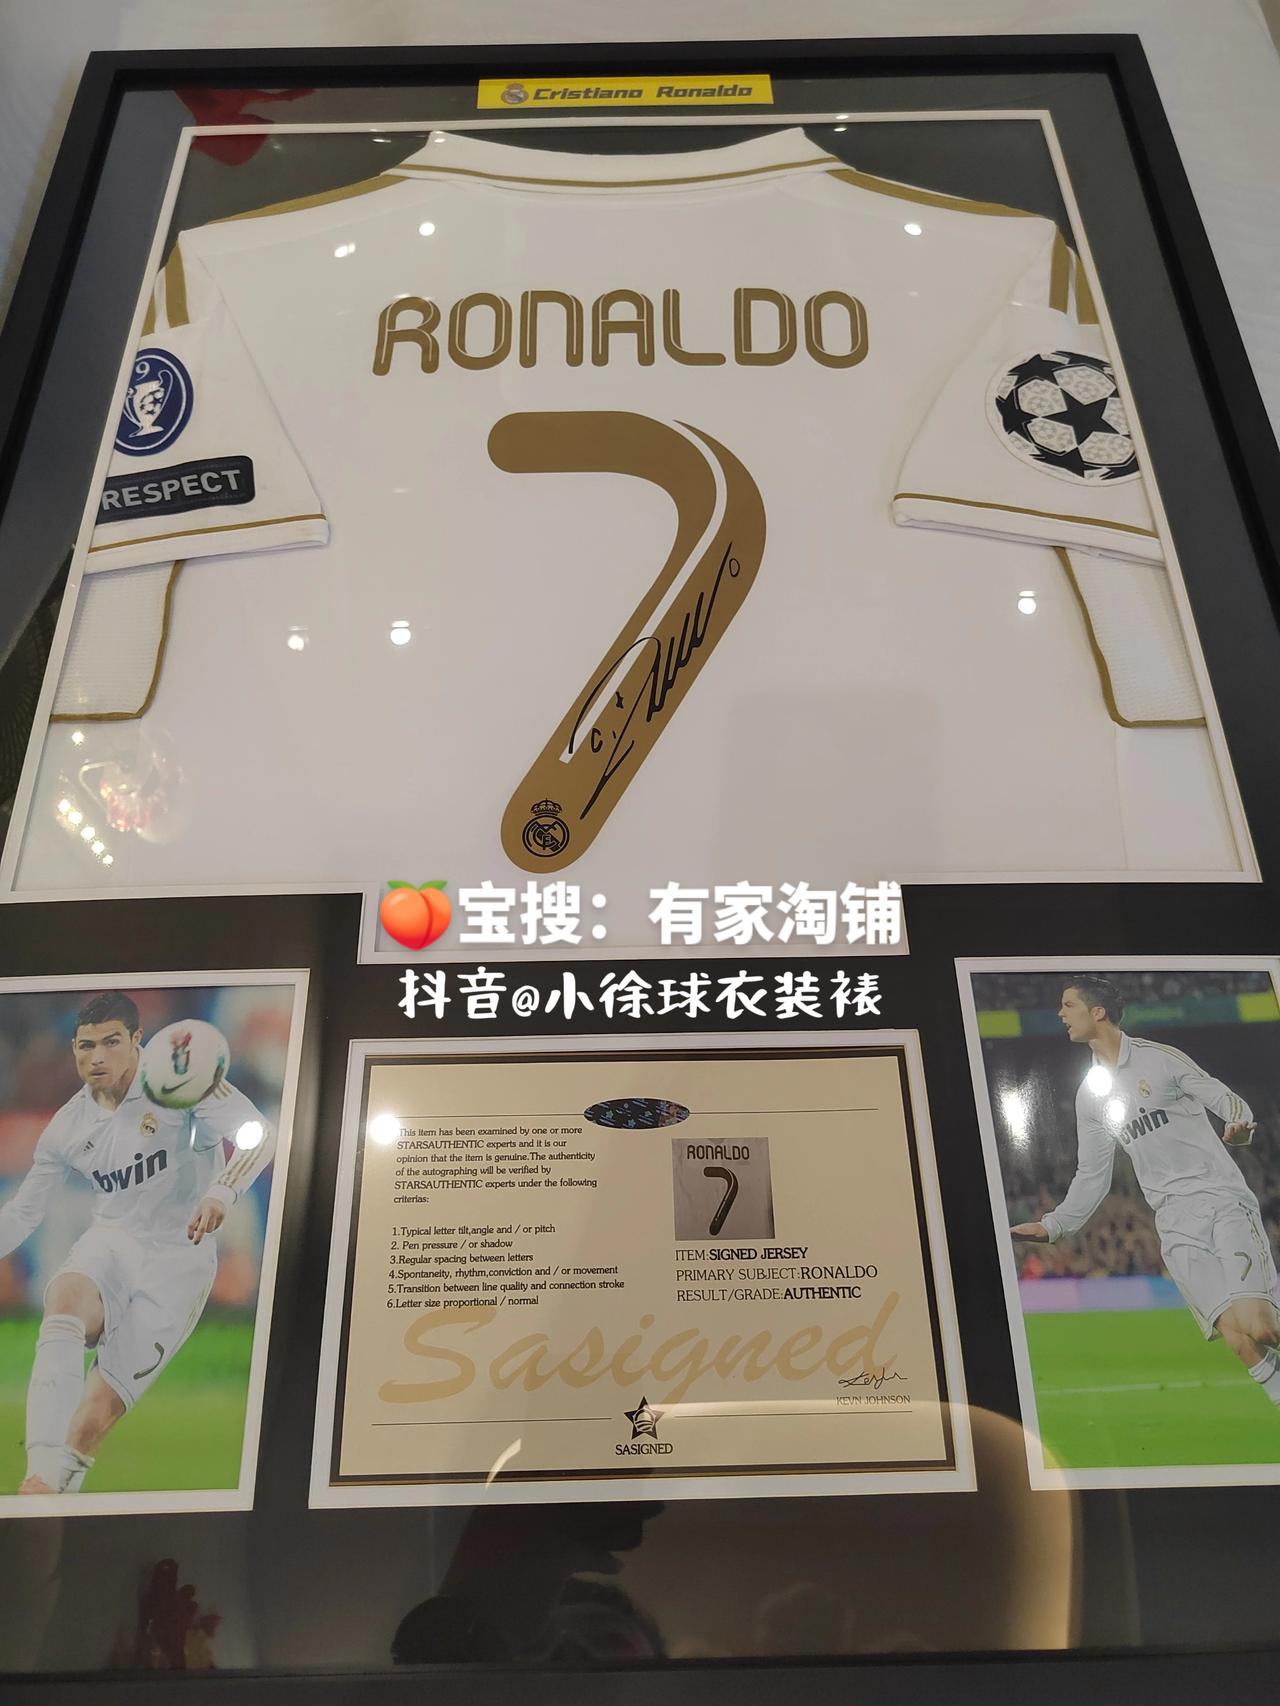 Cristiano Ronaldo
RONALDO
7
9
RESPECT
🍑宝搜：有家淘铺
抖音@小徐球衣装裱
bwin
bwin
7
This item has been examined by one or more
STARSAUTHENTIC experts and it is our
opinion that the item is genuine.The authenticity
of the autographing will be verified by
STARSAUTHENTIC experts under the following
criterias:
1.Typical letter tilt,angle and / or pitch
2. Pen pressure / or shadow
3.Regular spacing between letters
4.Spontaneity, rhythm,conviction and / or movement
5.Transition between line quality and connection stroke
6.Letter size proportional / normal
RONALDO
7
ITEM:SIGNED JERSEY
PRIMARY SUBJECT:RONALDO
RESULT/GRADE:AUTHENTIC
Sasigned
KEVN JOHNSON
SASIGNED